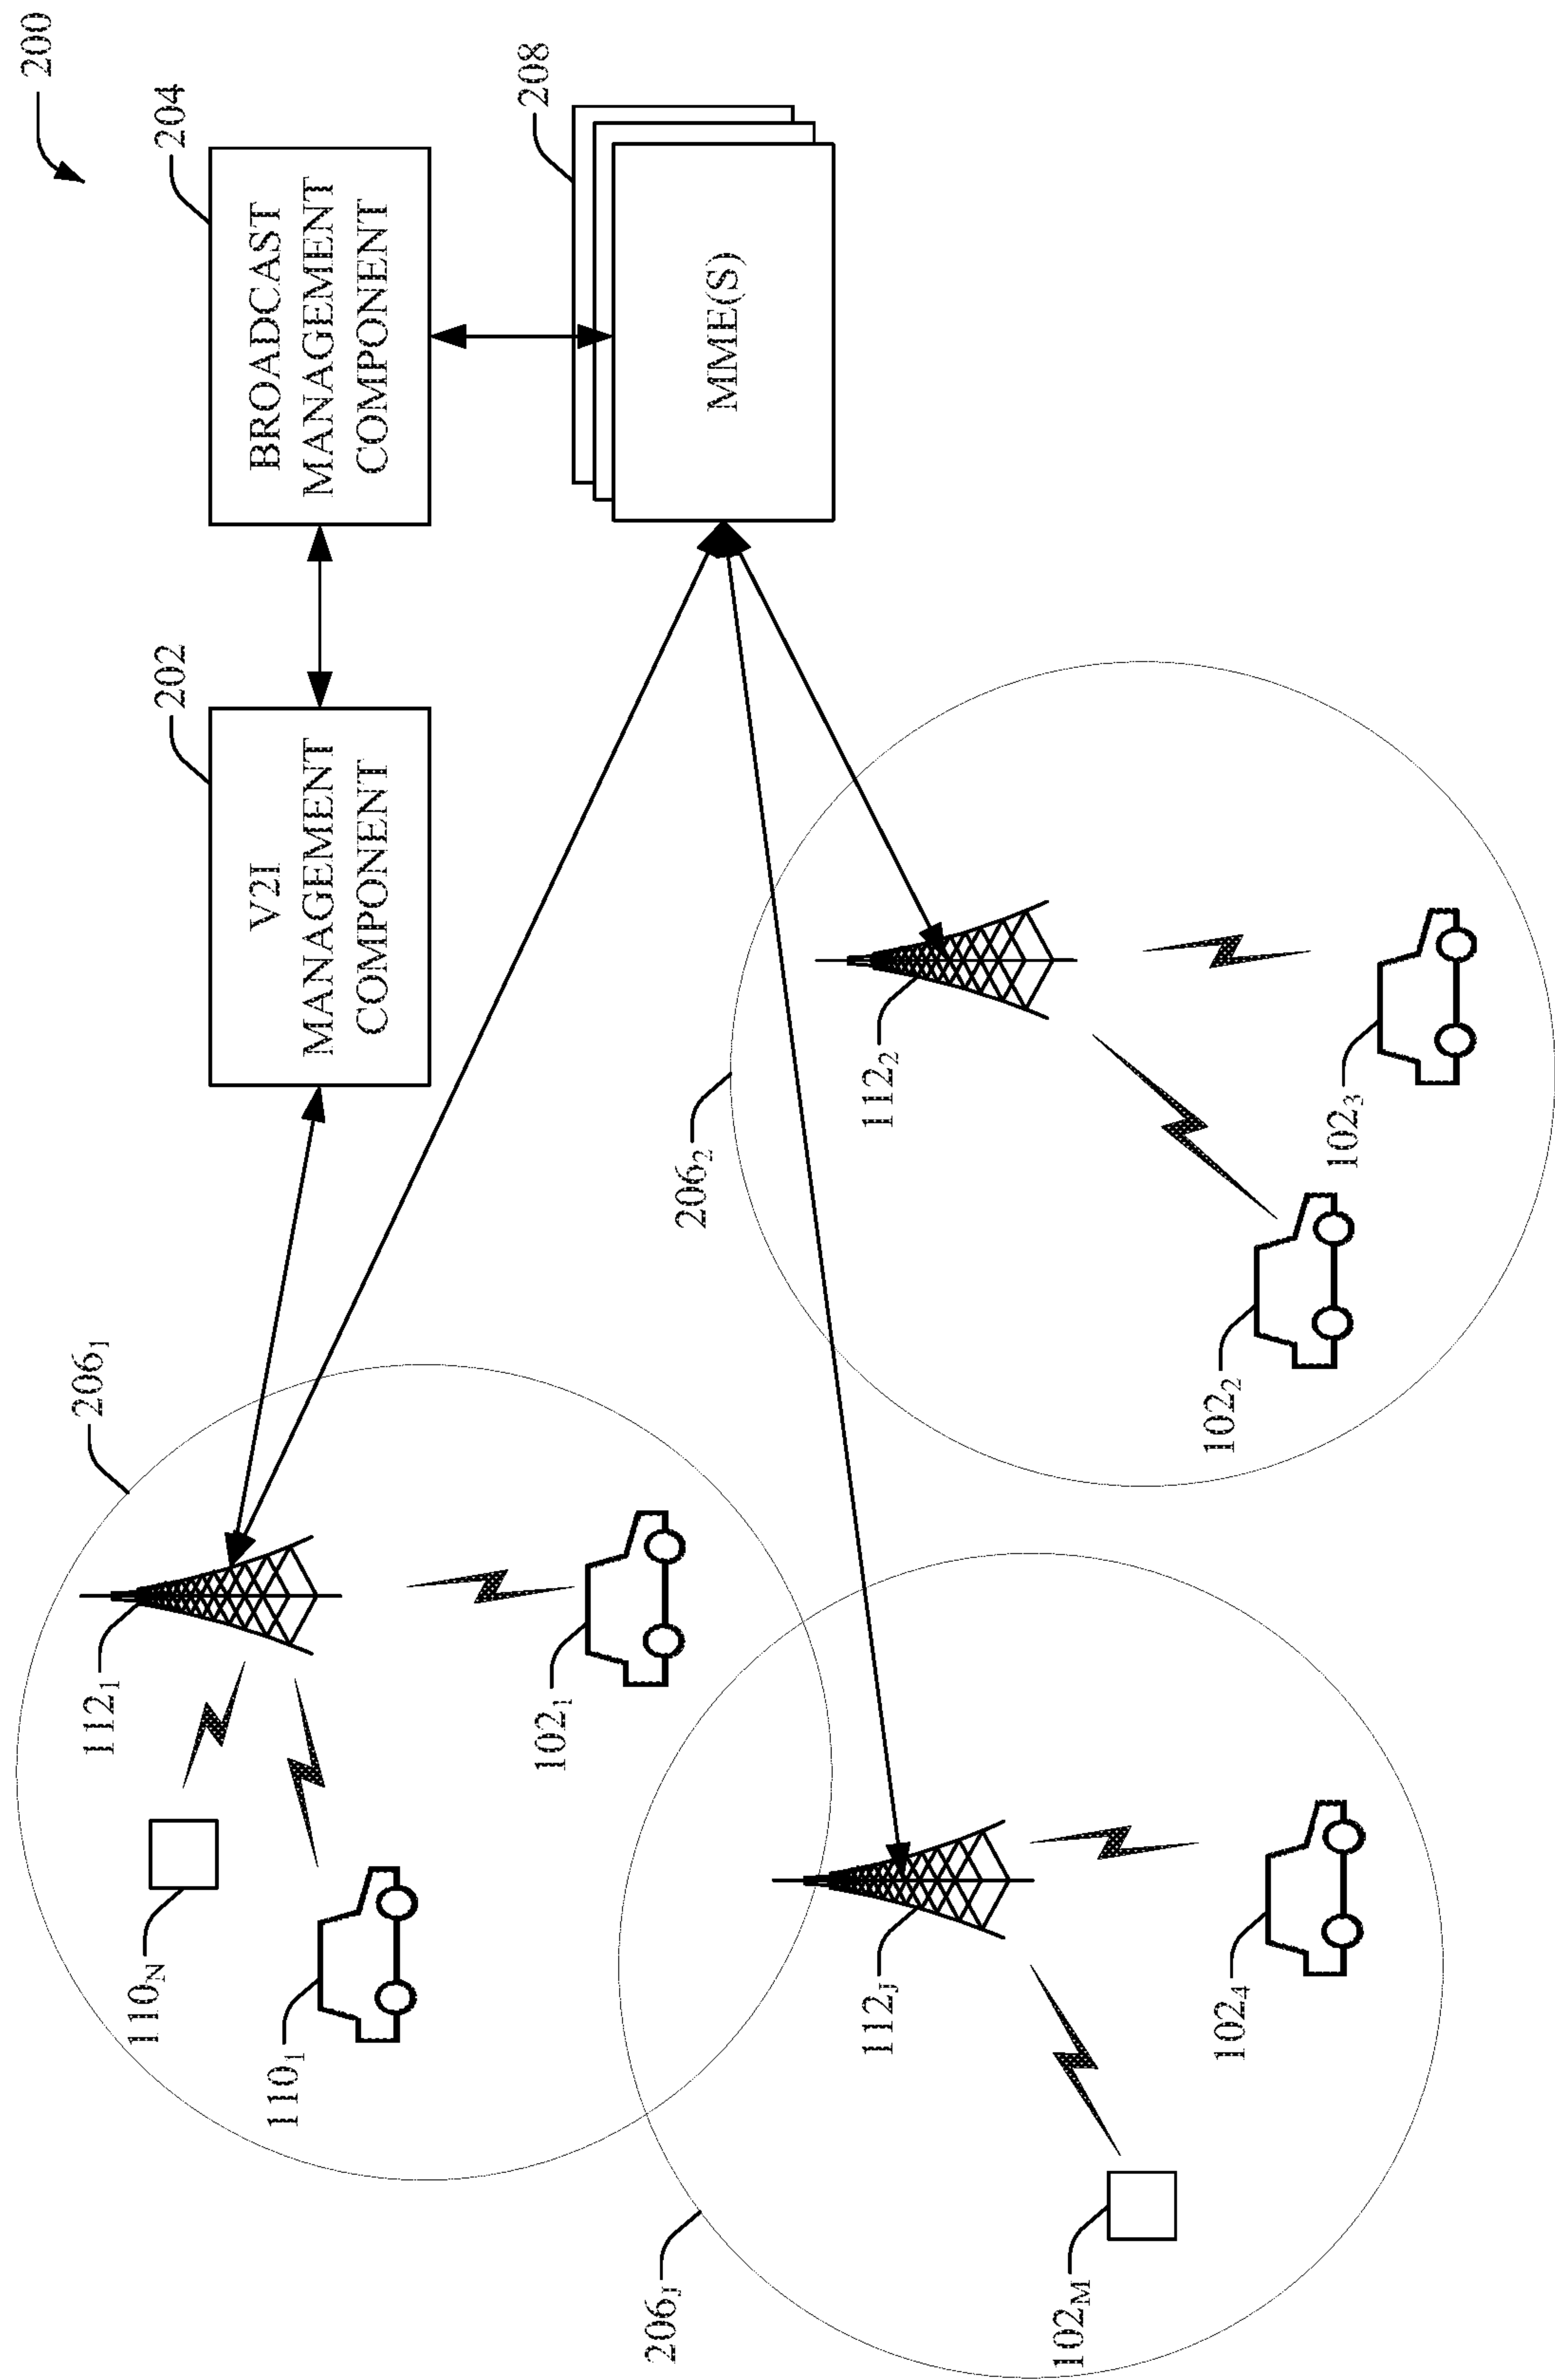 200
2061
1121
110N
202
204
V2I
MANAGEMENT
COMPONENT
BROADCAST
MANAGEMENT
COMPONENT
1101
208
1021
206J
2062
MME(S)
112J
1122
102M
1022
1024
1023